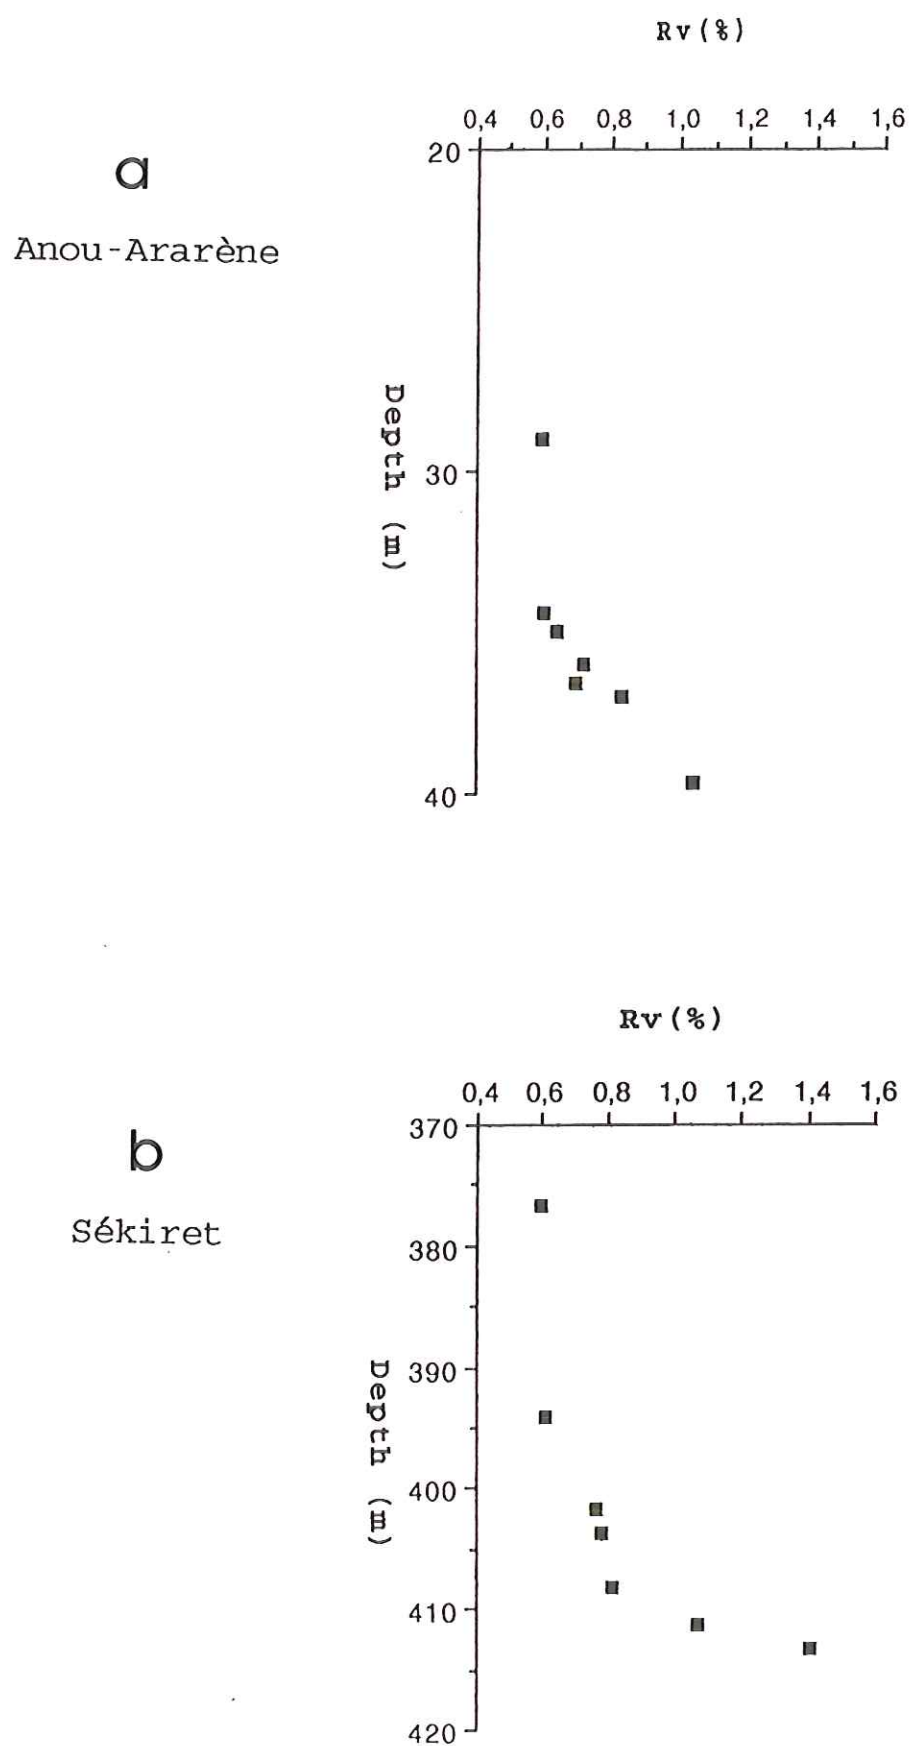 Rv(%)
0,4 0,6 0,8 1,0 1,2 1,4 1,6
20
a
Anou-Ararène
Depth (m)
30
40
Rv(%)
0,4 0,6 0,8 1,0 1,2 1,4 1,6
370
b
Sékiret
380
Depth (m)
390
400
410
420